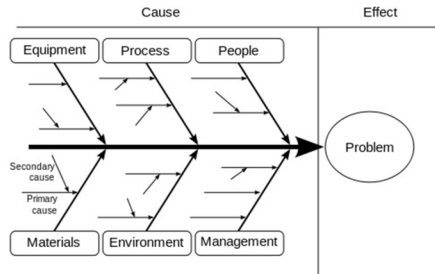 Cause
Effect
Equipment
Process
People
Problem
Secondary
cause
Primary
cause
Materials
Environment
Management